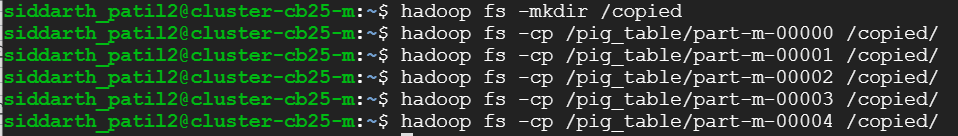 siddarth_patil2@cluster-cb25-m:~$ hadoop fs -mkdir /copied
siddarth_patil2@cluster-cb25-m:~$ hadoop fs -cp /pig_table/part-m-00000 /copied/
siddarth_patil2@cluster-cb25-m:~$ hadoop fs -cp /pig_table/part-m-00001 /copied/
siddarth_patil2@cluster-cb25-m:~$ hadoop fs -cp /pig_table/part-m-00002 /copied/
siddarth_patil2@cluster-cb25-m:~$ hadoop fs -cp /pig_table/part-m-00003 /copied/
siddarth_patil2@cluster-cb25-m:~$ hadoop fs -cp /pig_table/part-m-00004 /copied/